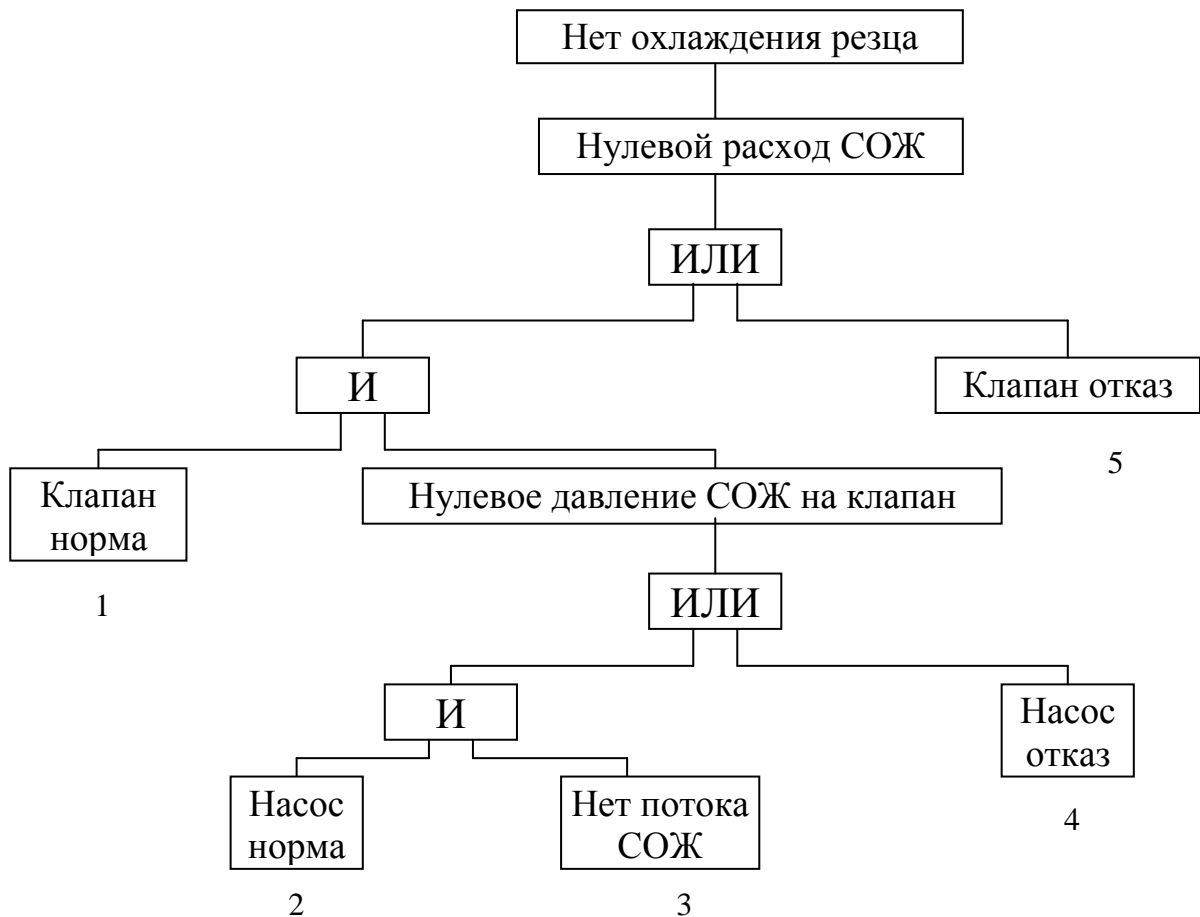 Нет охлаждения резца
Нулевой расход СОЖ
ИЛИ
И
Клапан отказ
5
Клапан
норма
1
Нулевое давление СОЖ на клапан
ИЛИ
И
Насос
отказ
4
Насос
норма
2
Нет потока
СОЖ
3